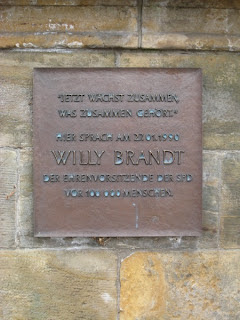 "JETZT WÄCHST ZUSAMMEN,
WAS ZUSAMMEN GEHÖRT."
HIER SPRACH AM 27.01.1990
WILLY BRANDT
DER EHRENVORSITZENDE DER SPD
VOR 100 000 MENSCHEN.